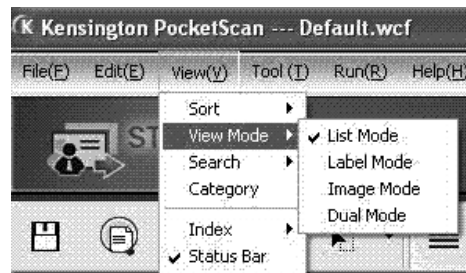 Kensington PocketScan --- Default.wcf
File(F) Edit(E) View(V) Tool (T) Run(R) Help(H)
ST
Sort
View Mode
Search
Category
Index
✓ Status Bar
✓ List Mode
Label Mode
Image Mode
Dual Mode